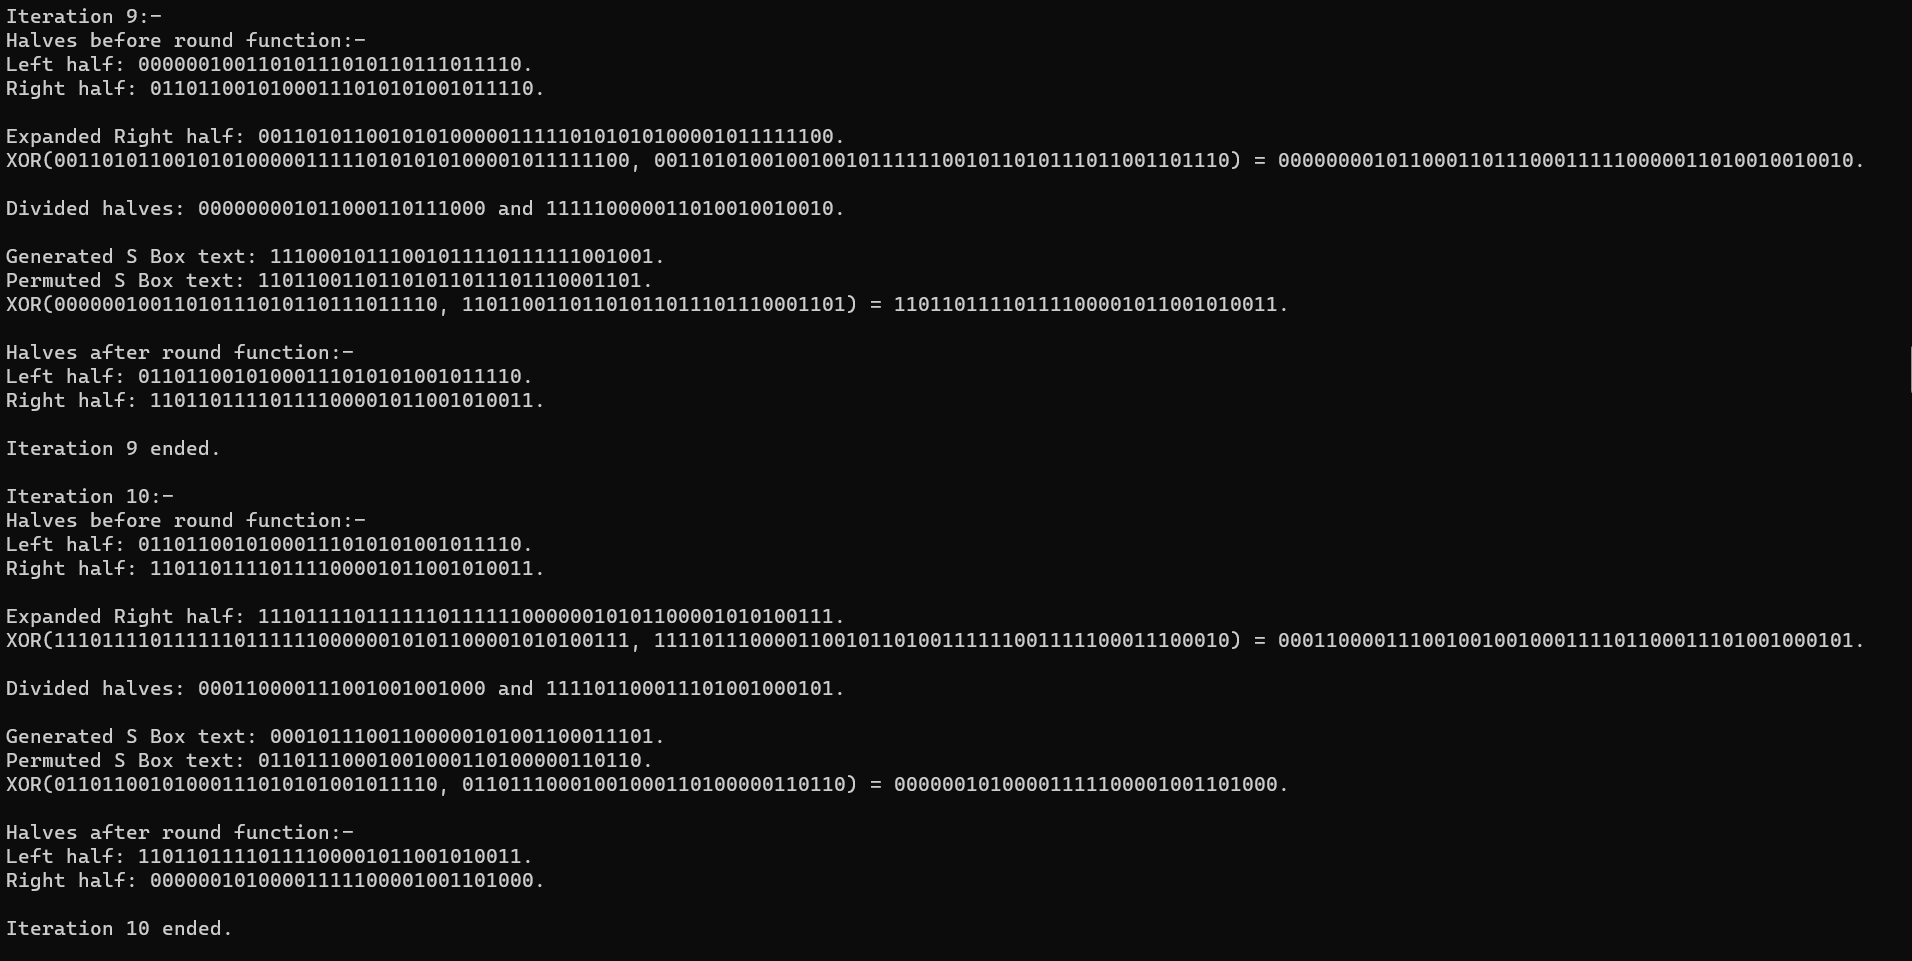 Iteration 9:-
Halves before round function:-
Left half: 00000010011010111010110111011110.
Right half: 01101100101000111010101001011110.
Expanded Right half: 001101011001010100000111110101010100001011111100.
XOR(001101011001010100000111110101010100001011111100, 001101010010010010111111001011010111011001101110) = 000000001011000110111000111110000011010010010010.
Divided halves: 000000001011000110111000 and 111110000011010010010010.
Generated S Box text: 11100010111001011110111111001001.
Permuted S Box text: 11011001101101011011101110001101.
XOR(00000010011010111010110111011110, 11011001101101011011101110001101) = 11011011110111100001011001010011.
Halves after round function:-
Left half: 01101100101000111010101001011110.
Right half: 11011011110111100001011001010011.
Iteration 9 ended.
Iteration 10:-
Halves before round function:-
Left half: 01101100101000111010101001011110.
Right half: 11011011110111100001011001010011.
Expanded Right half: 111011110111111011111100000010101100001010100111.
XOR(111011110111111011111100000010101100001010100111, 111101110000110010110100111111001111100011100010) = 000110000111001001001000111101100011101001000101.
Divided halves: 000110000111001001001000 and 111101100011101001000101.
Generated S Box text: 00010111001100000101001100011101.
Permuted S Box text: 01101110001001000110100000110110.
XOR(01101100101000111010101001011110, 01101110001001000110100000110110) = 00000010100001111100001001101000.
Halves after round function:-
Left half: 11011011110111100001011001010011.
Right half: 00000010100001111100001001101000.
Iteration 10 ended.